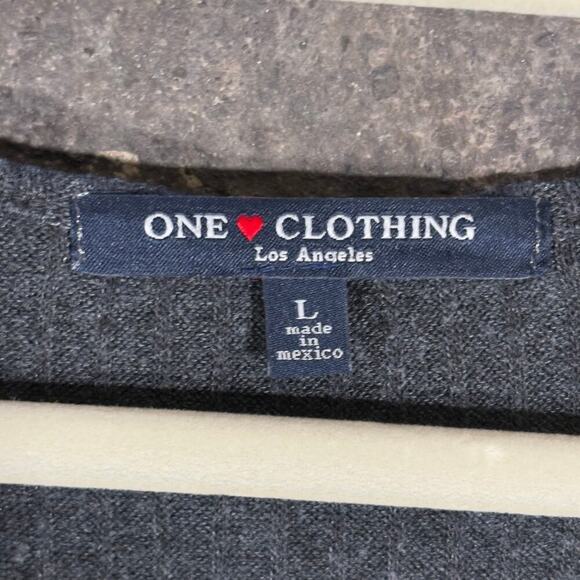 ONE ♥ CLOTHING
Los Angeles
L
made
in
mexico